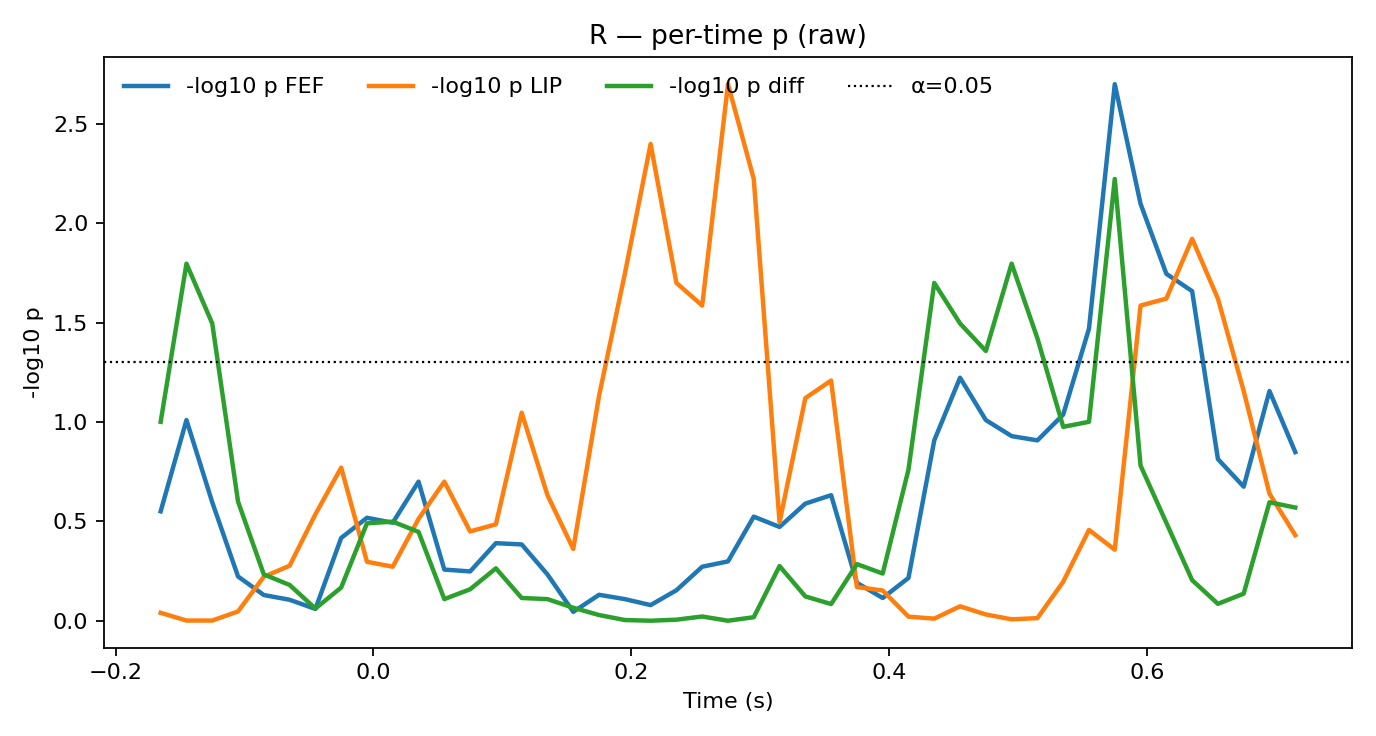 R — per-time p (raw)
-log10 p FEF -log10 p LIP -log10 p diff α=0.05
2.5
2.0
1.5
1.0
0.5
0.0
-log10 p
−0.2 0.0 0.2 0.4 0.6
Time (s)